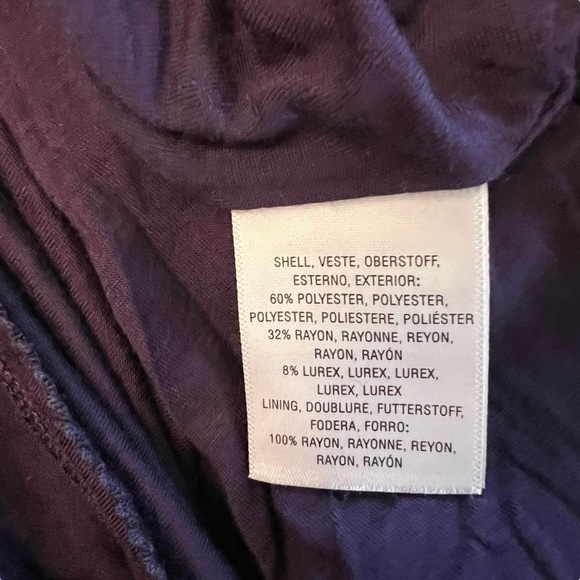 SHELL, VESTE, OBERSTOFF,
ESTERNO, EXTERIOR:
60% POLYESTER, POLYESTER,
POLYESTER, POLIESTERE, POLIÉSTER
32% RAYON, RAYONNE, REYON,
RAYON, RAYÓN
8% LUREX, LUREX, LUREX,
LUREX, LUREX
LINING, DOUBLURE, FUTTERSTOFF,
FODERA, FORRO:
100% RAYON, RAYONNE, REYON,
RAYON, RAYÓN